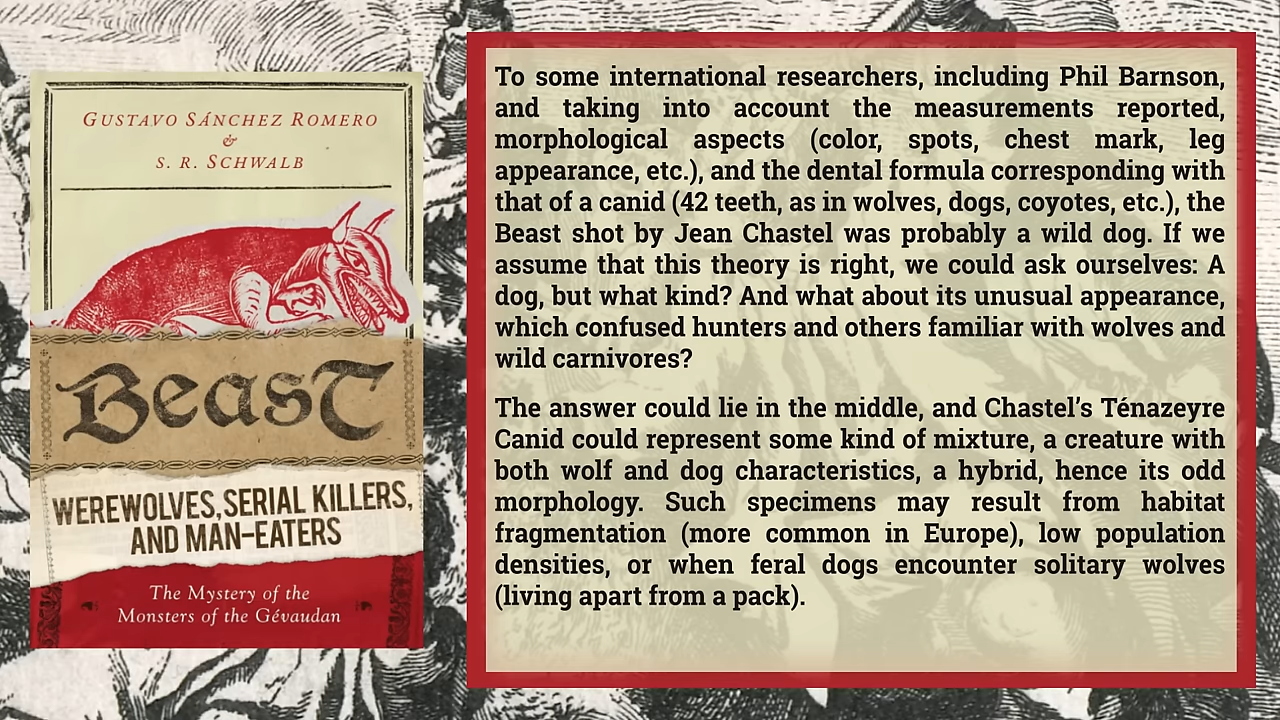 GUSTAVO SÁNCHEZ ROMERO
&
S. R. SCHWALB
Beast
WEREWOLVES, SERIAL KILLERS,
AND MAN-EATERS
The Mystery of the
Monsters of the Gévaudan
To some international researchers, including Phil Barnson,
and taking into account the measurements reported,
morphological aspects (color, spots, chest mark, leg
appearance, etc.), and the dental formula corresponding with
that of a canid (42 teeth, as in wolves, dogs, coyotes, etc.), the
Beast shot by Jean Chastel was probably a wild dog. If we
assume that this theory is right, we could ask ourselves: A
dog, but what kind? And what about its unusual appearance,
which confused hunters and others familiar with wolves and
wild carnivores?
The answer could lie in the middle, and Chastel's Ténazeyre
Canid could represent some kind of mixture, a creature with
both wolf and dog characteristics, a hybrid, hence its odd
morphology. Such specimens may result from habitat
fragmentation (more common in Europe), low population
densities, or when feral dogs encounter solitary wolves
(living apart from a pack).